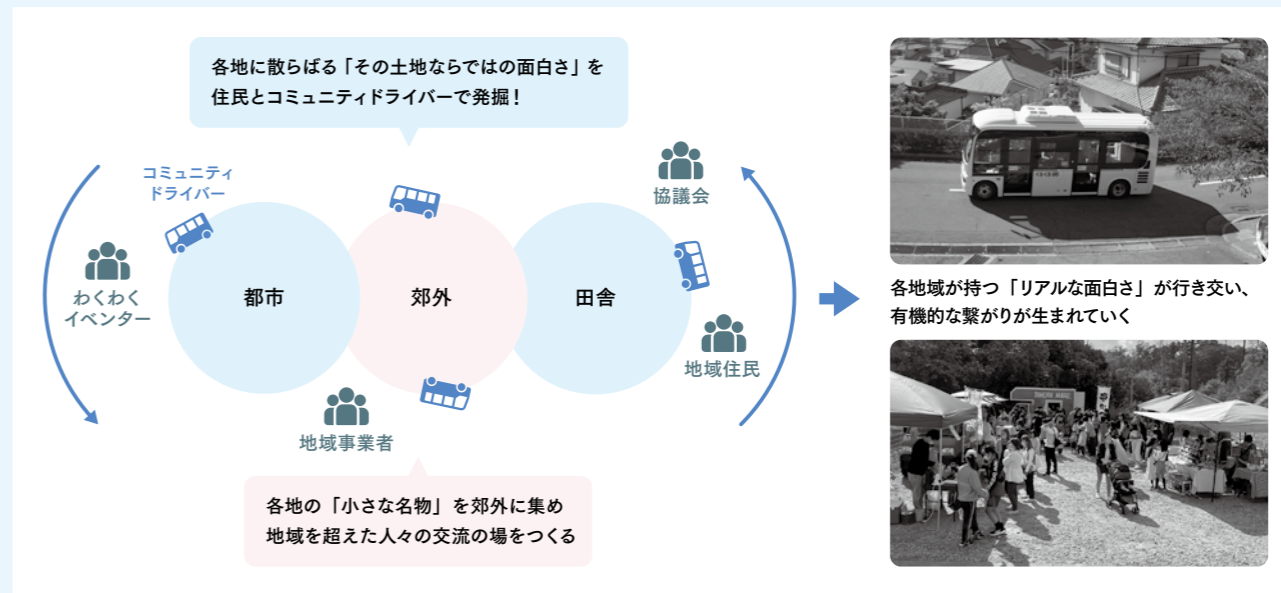 各地に散らばる「その土地ならではの面白さ」を
住民とコミュニティドライバーで発掘！
コミュニティ
ドライバー
わくわく
イベンター
都市
郊外
田舎
協議会
地域住民
地域事業者
各地の「小さな名物」を郊外に集め
地域を超えた人々の交流の場をつくる
各地域が持つ「リアルな面白さ」が行き交い、
有機的な繋がりが生まれていく